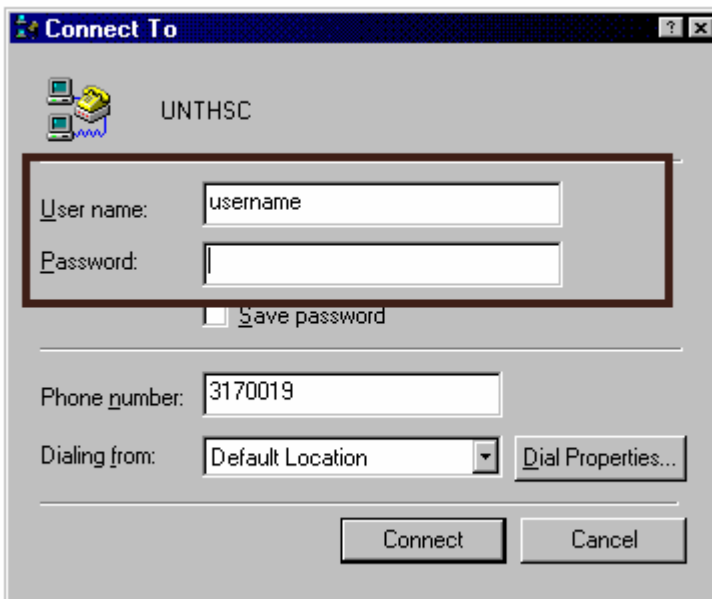 Connect To
UNTHSC
User name: username
Password:
Save password
Phone number: 3170019
Dialing from: Default Location Dial Properties...
Connect Cancel